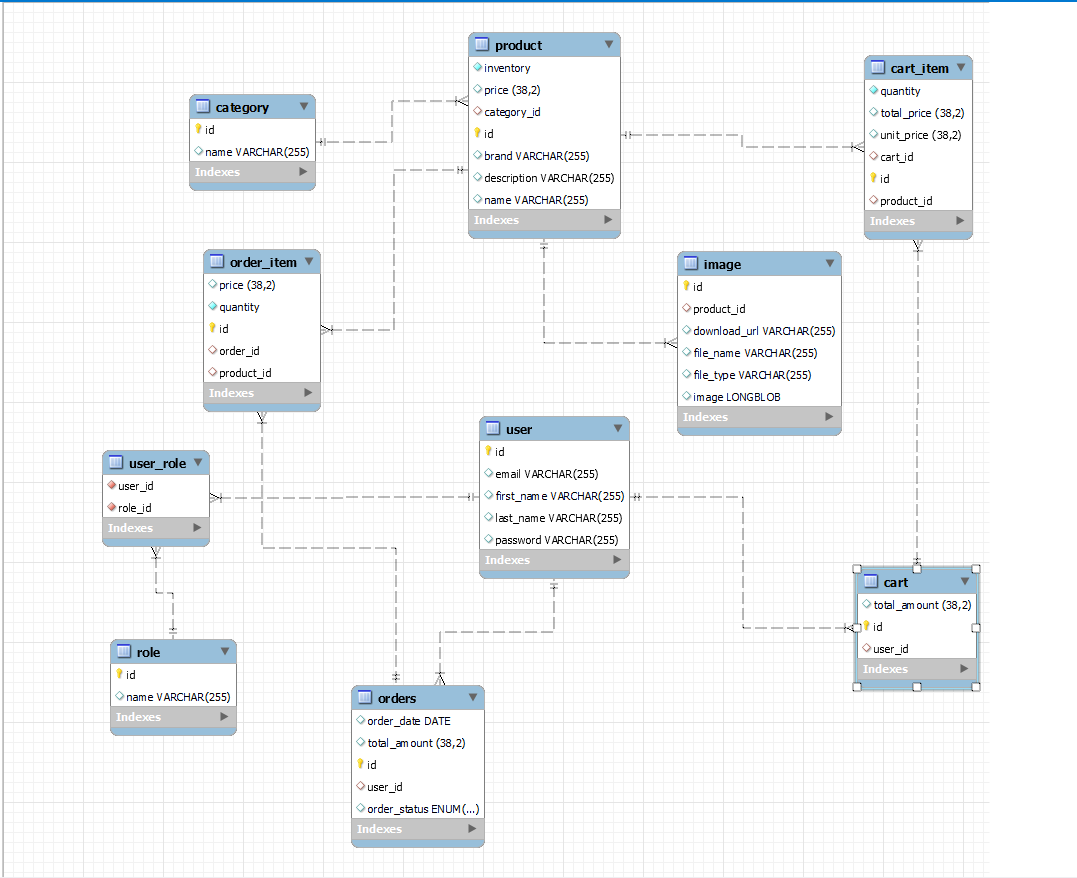 product
inventory
price (38,2)
category_id
id
brand VARCHAR(255)
description VARCHAR(255)
name VARCHAR(255)
Indexes
cart_item
quantity
total_price (38,2)
unit_price (38,2)
cart_id
id
product_id
Indexes
category
id
name VARCHAR(255)
Indexes
order_item
price (38,2)
quantity
id
order_id
product_id
Indexes
image
id
product_id
download_url VARCHAR(255)
file_name VARCHAR(255)
file_type VARCHAR(255)
image LONGBLOB
Indexes
user
id
email VARCHAR(255)
first_name VARCHAR(255)
last_name VARCHAR(255)
password VARCHAR(255)
Indexes
user_role
user_id
role_id
Indexes
cart
total_amount (38,2)
id
user_id
Indexes
role
id
name VARCHAR(255)
Indexes
orders
order_date DATE
total_amount (38,2)
id
user_id
order_status ENUM(...)
Indexes